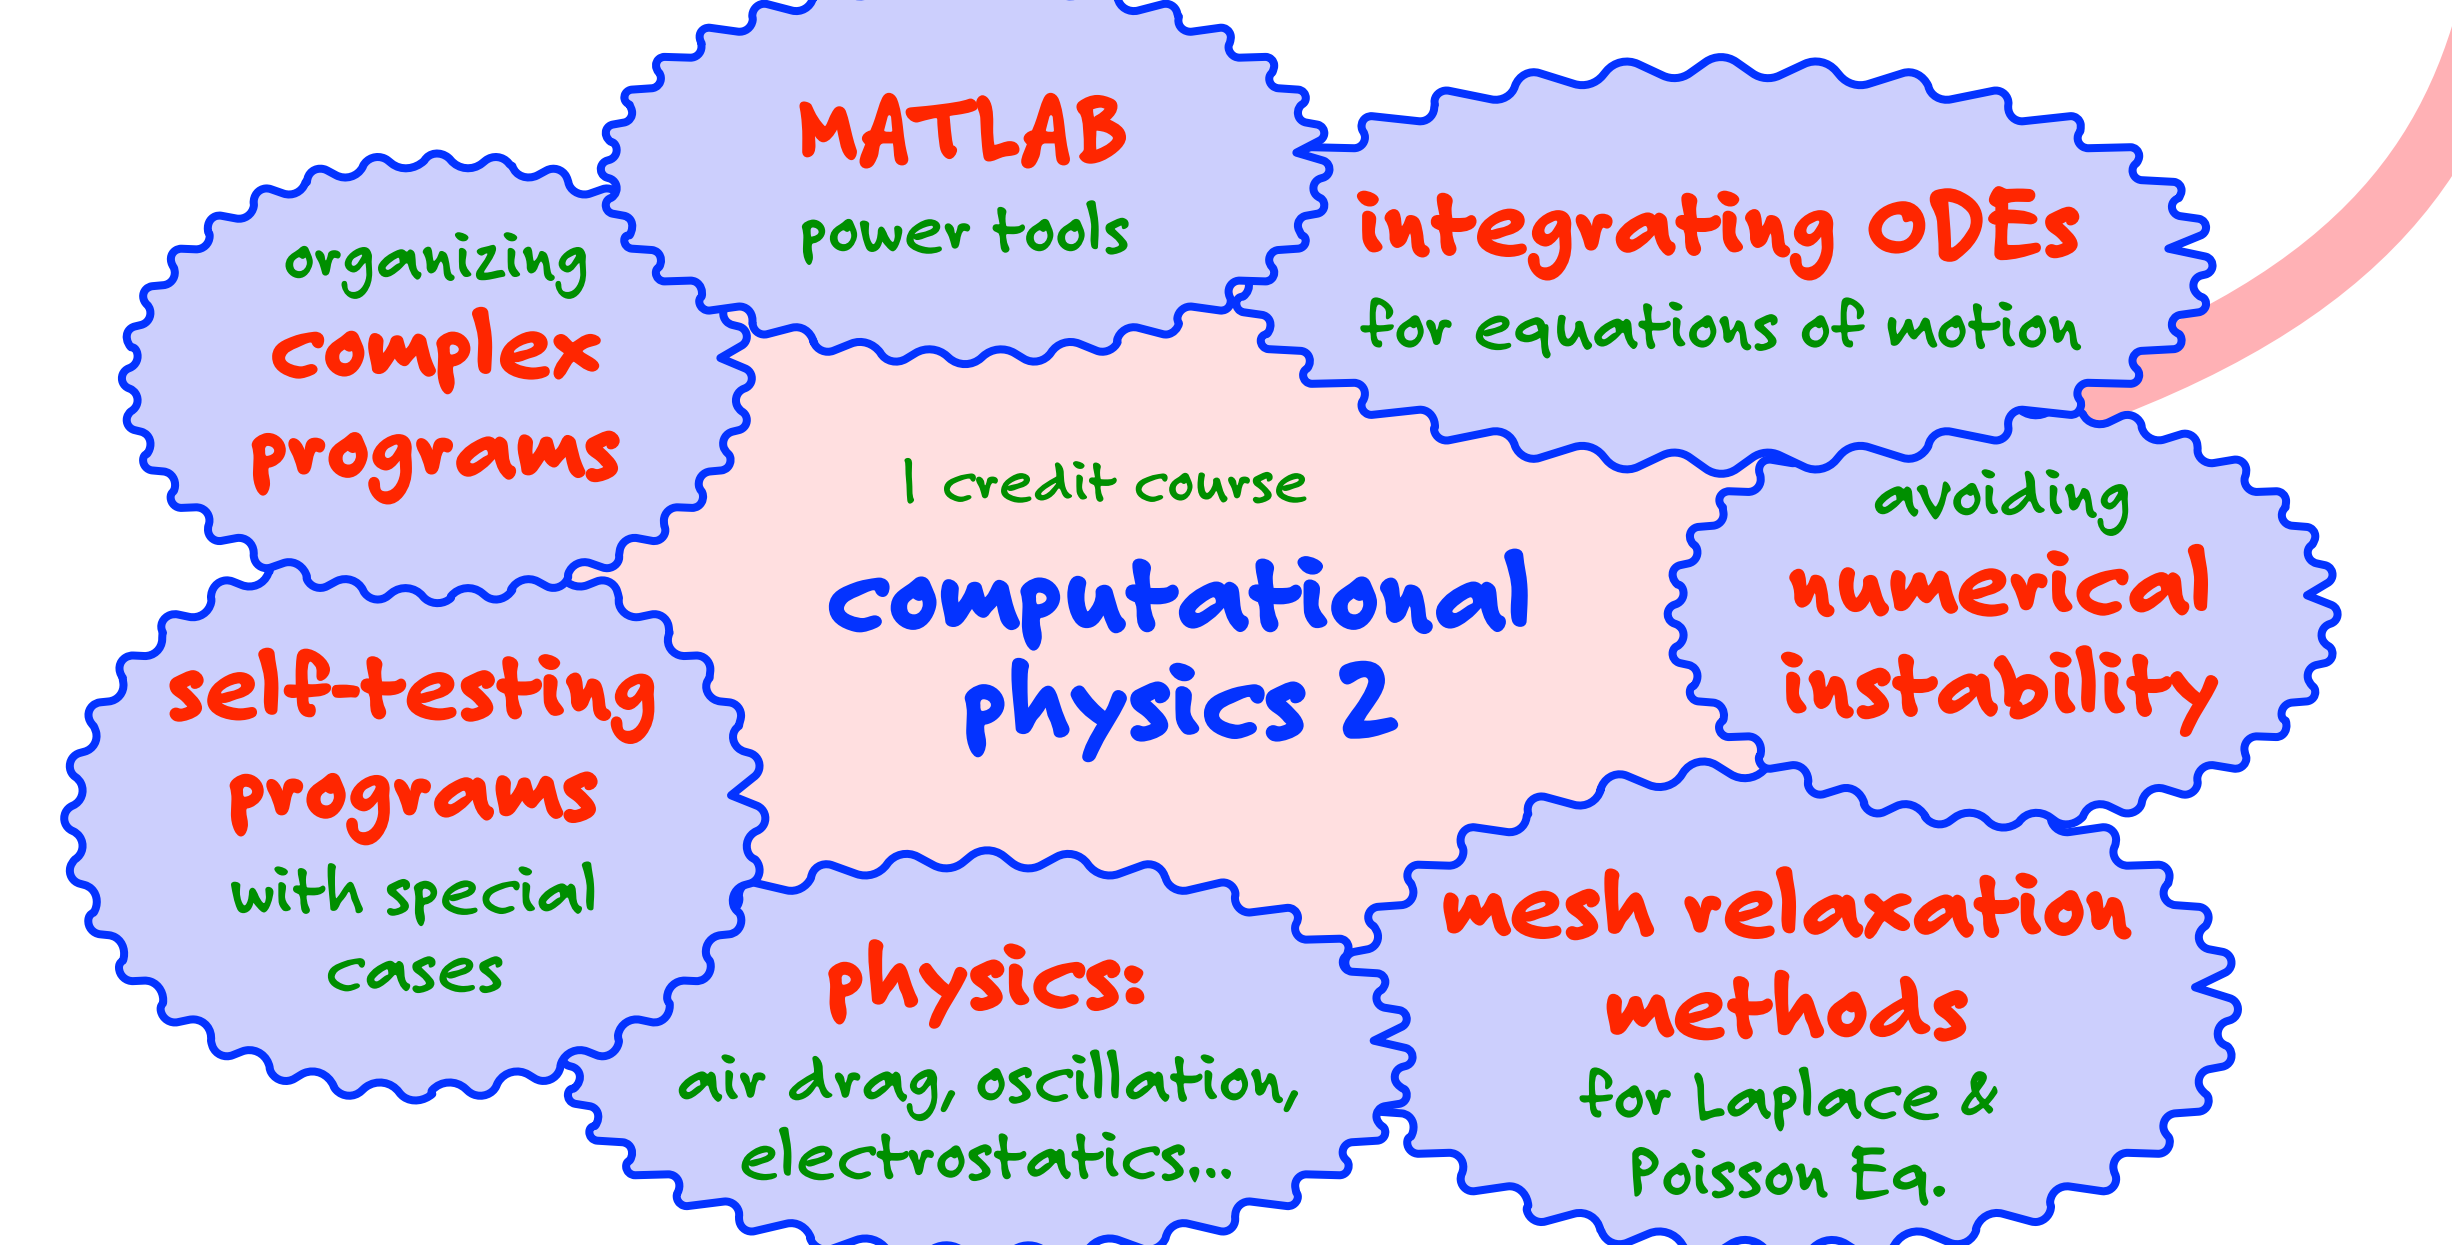 MATLAB
power tools
integrating ODEs
for equations of motion
organizing
complex
programs
1 credit course
computational
physics 2
avoiding
numerical
instability
self-testing
programs
with special
cases
physics:
air drag, oscillation,
electrostatics...
mesh relaxation
methods
for Laplace &
Poisson Eq.